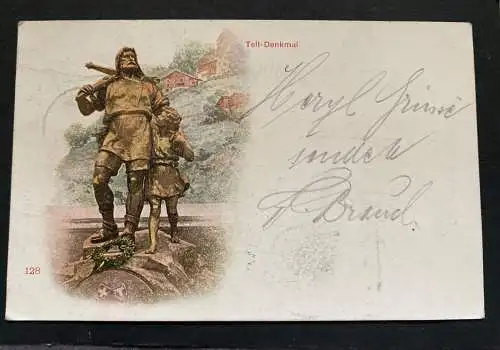 Tell-Denkmal
Herzl Grüsse
sendet
F. Brand
128